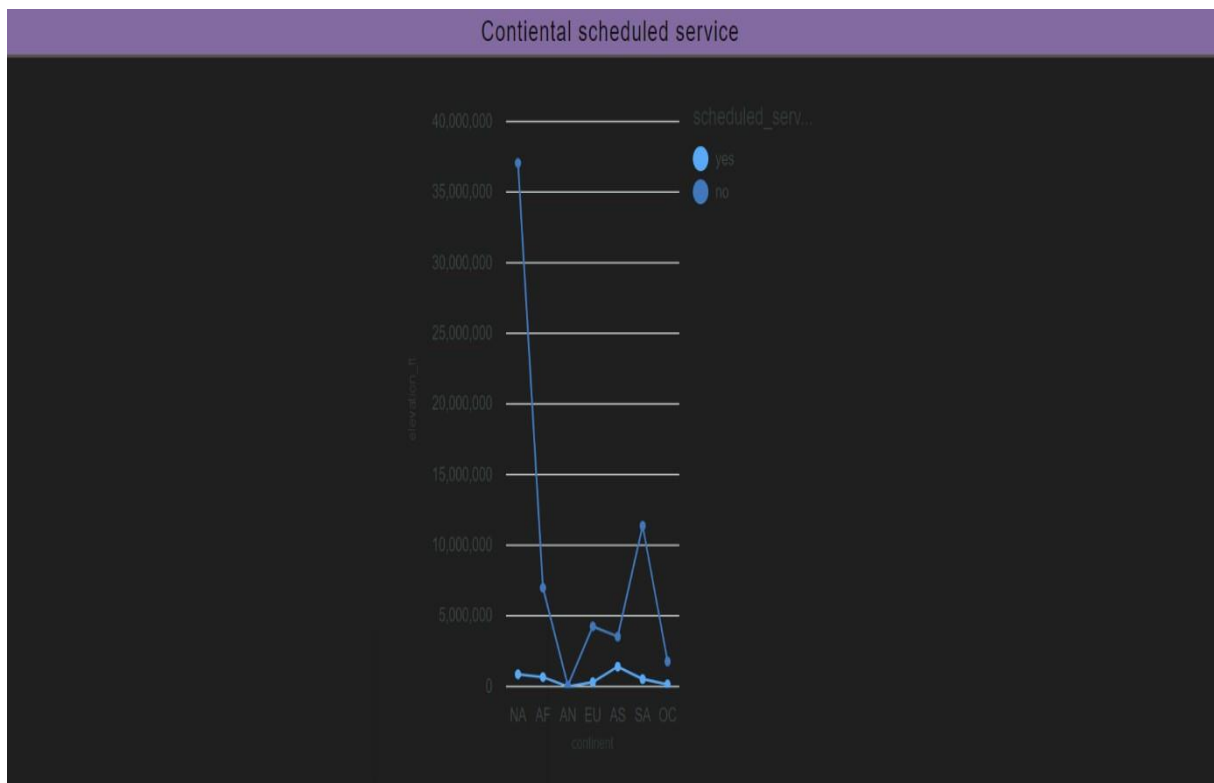 Contiental scheduled service
scheduled_serv...
yes
no
40,000,000
35,000,000
30,000,000
25,000,000
20,000,000
15,000,000
10,000,000
5,000,000
0
elevation_ft
NA AF AN EU AS SA OC
continent